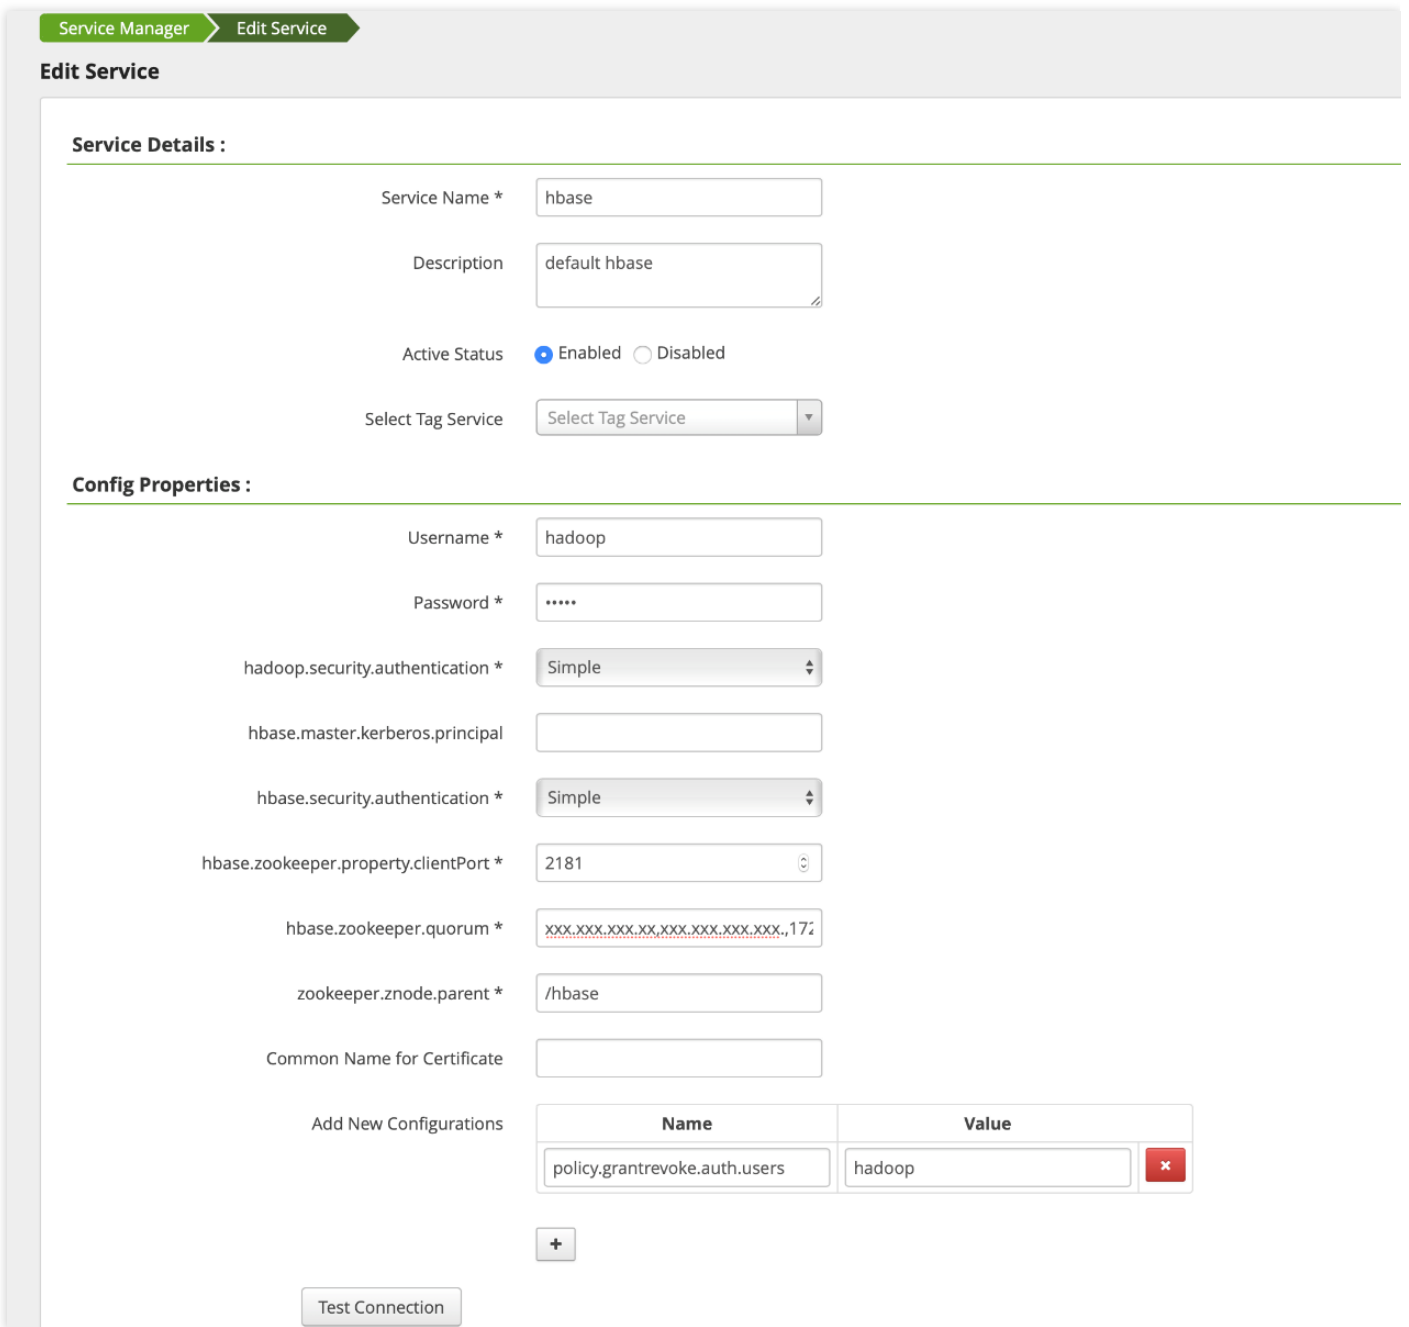 Service Manager Edit Service
Edit Service
Service Details :
Service Name * hbase
Description default hbase
Active Status Enabled Disabled
Select Tag Service Select Tag Service
Config Properties :
Username * hadoop
Password * •••••
hadoop.security.authentication * Simple
hbase.master.kerberos.principal
hbase.security.authentication * Simple
hbase.zookeeper.property.clientPort * 2181
hbase.zookeeper.quorum * xxx.xxx.xxx.xx,xxx.xxx.xxx.xxx.,172
zookeeper.znode.parent * /hbase
Common Name for Certificate
Add New Configurations Name Value
policy.grantrevoke.auth.users hadoop
Test Connection